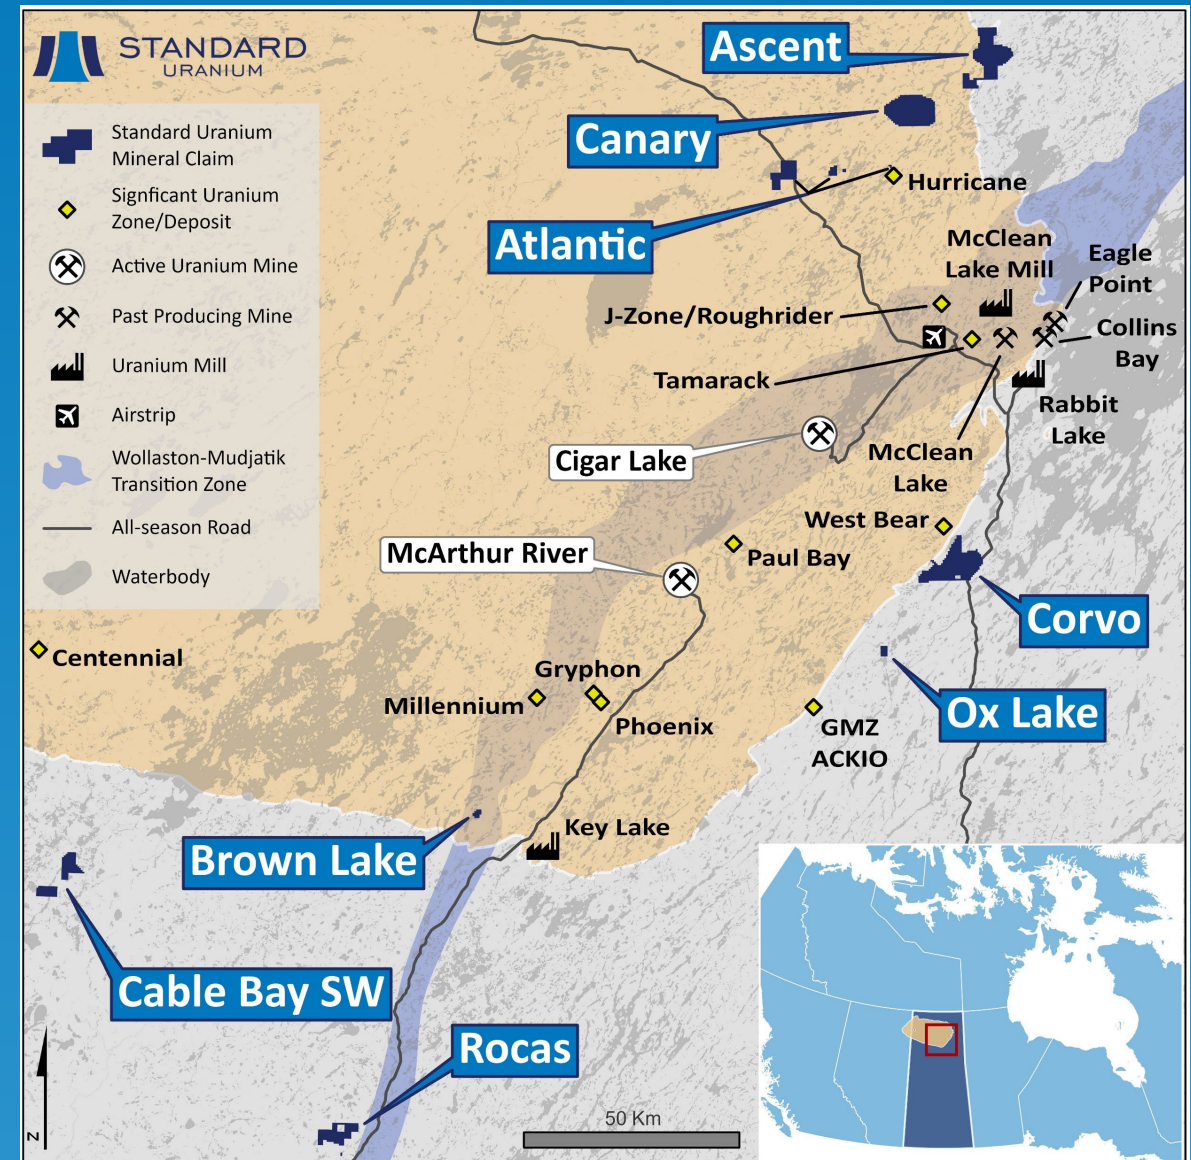 STANDARD
URANIUM
Standard Uranium
Mineral Claim
Signficant Uranium
Zone/Deposit
Active Uranium Mine
Past Producing Mine
Uranium Mill
Airstrip
Wollaston-Mudjatik
Transition Zone
All-season Road
Waterbody
Ascent
Canary
Hurricane
Atlantic
McClean
Lake Mill
Eagle
Point
J-Zone/Roughrider
Collins
Bay
Tamarack
Rabbit
Lake
Cigar Lake
McClean
Lake
West Bear
McArthur River
Paul Bay
Corvo
Centennial
Gryphon
Millennium
Phoenix
Ox Lake
GMZ
ACKIO
Key Lake
Brown Lake
Cable Bay SW
Rocas
50 Km
N